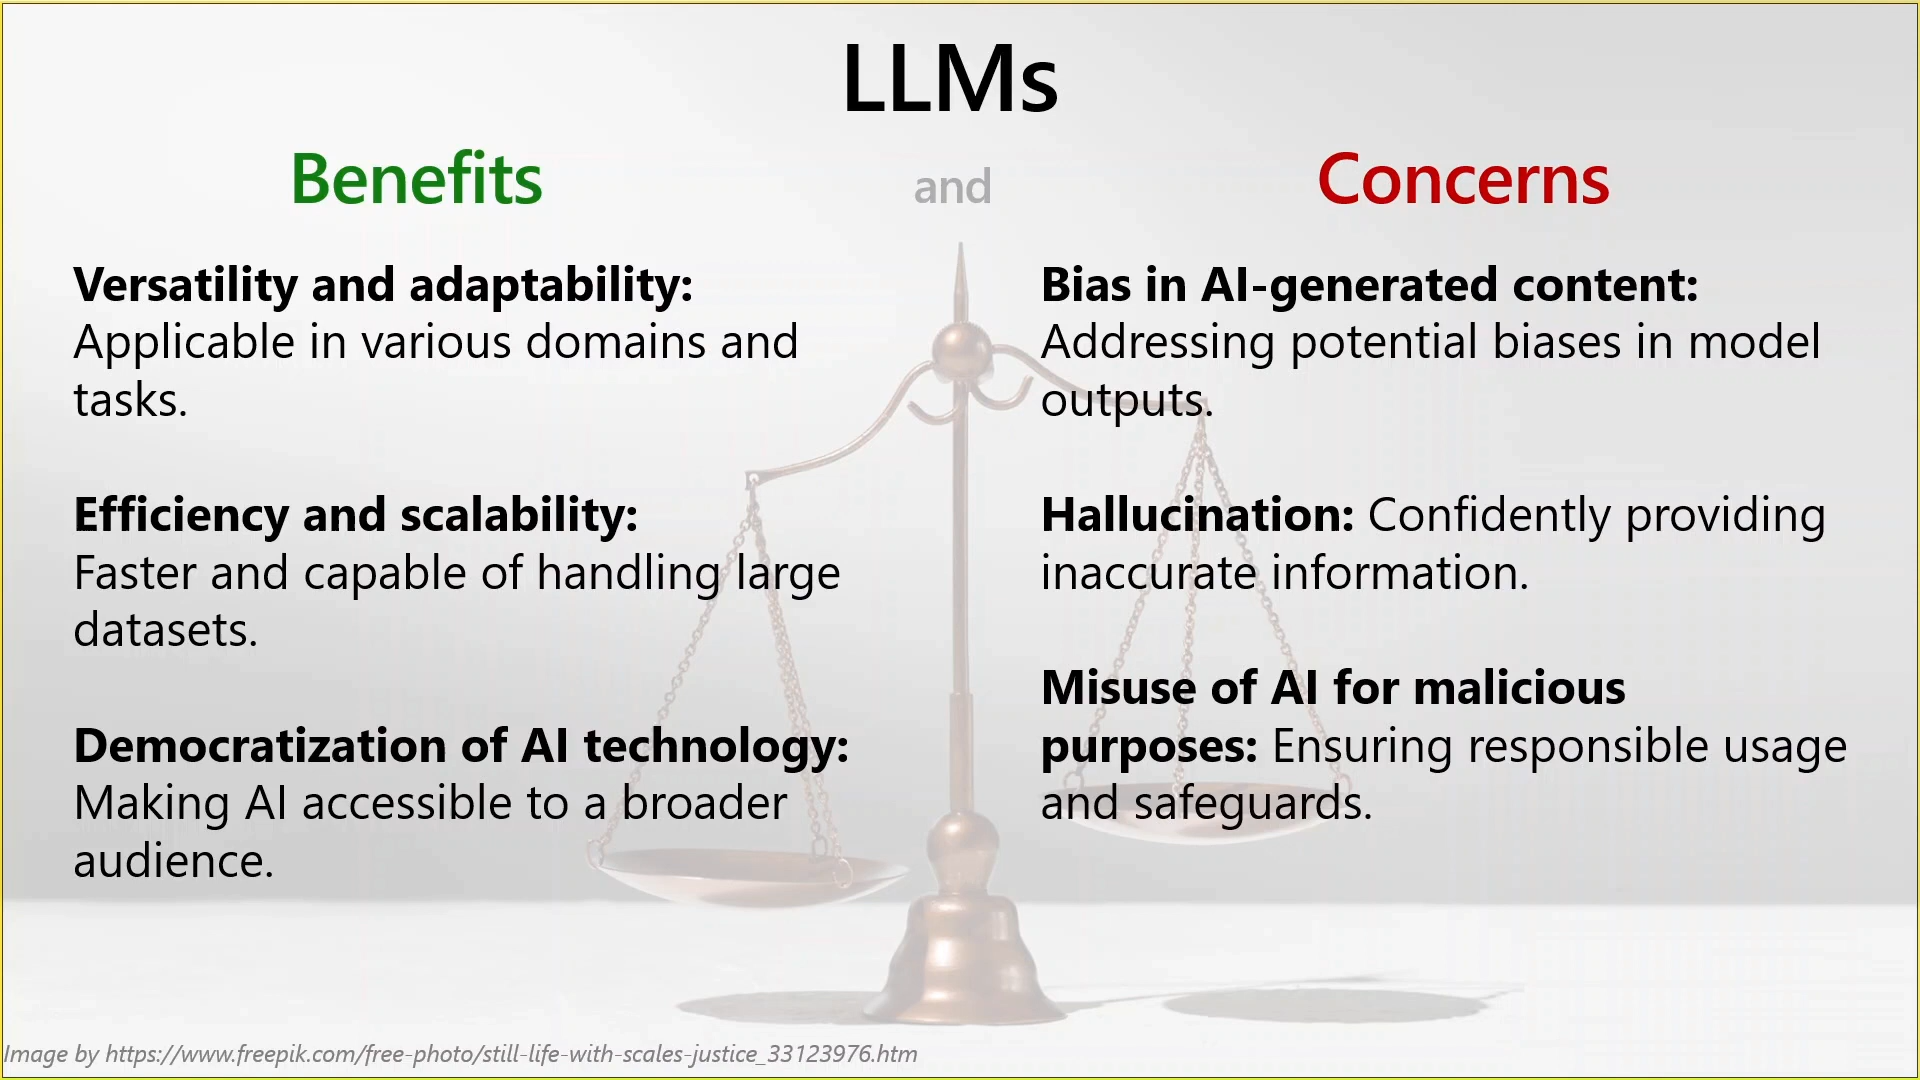 LLMs
Benefits
and
Concerns
Versatility and adaptability:
Applicable in various domains and
tasks.
Efficiency and scalability:
Faster and capable of handling large
datasets.
Democratization of AI technology:
Making AI accessible to a broader
audience.
Bias in AI-generated content:
Addressing potential biases in model
outputs.
Hallucination: Confidently providing
inaccurate information.
Misuse of AI for malicious
purposes: Ensuring responsible usage
and safeguards.
Image by https://www.freepik.com/free-photo/still-life-with-scales-justice_33123976.htm